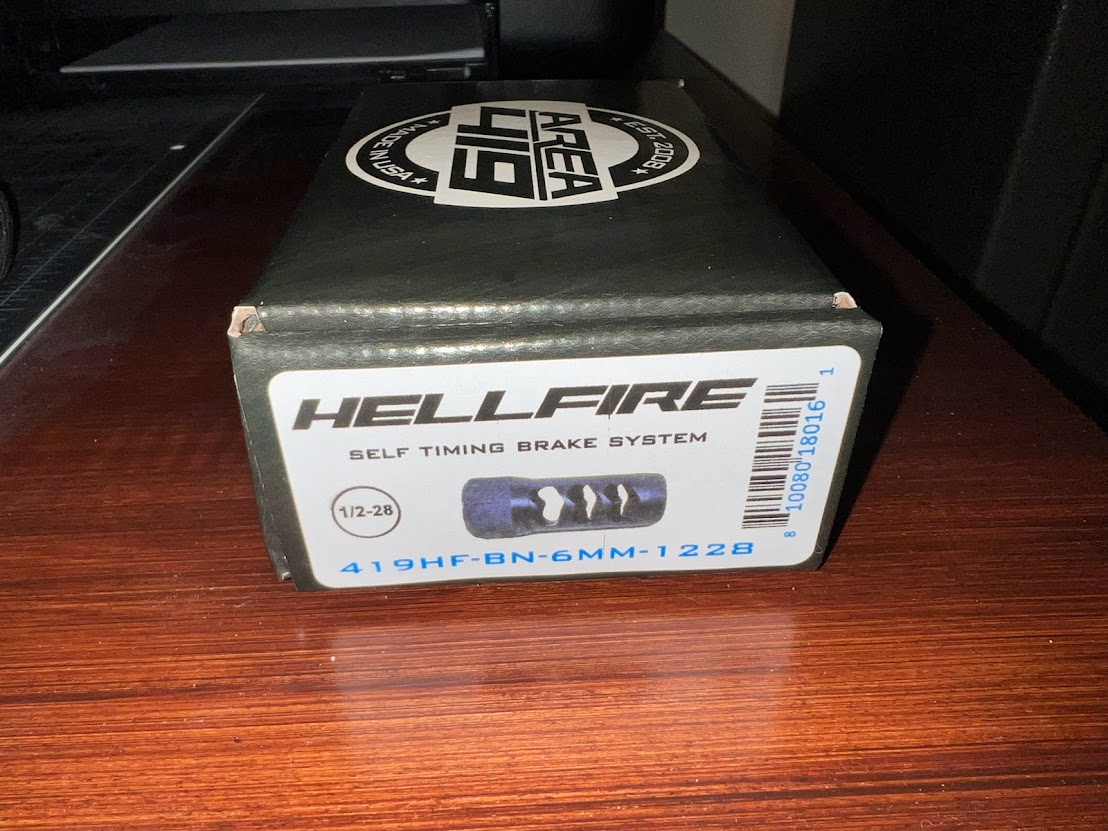 AREA
419
EST. 2008
MADE IN USA
HELLFIRE
SELF TIMING BRAKE SYSTEM
1/2-28
419HF-BN-6MM-1228
8 10080 18016 1